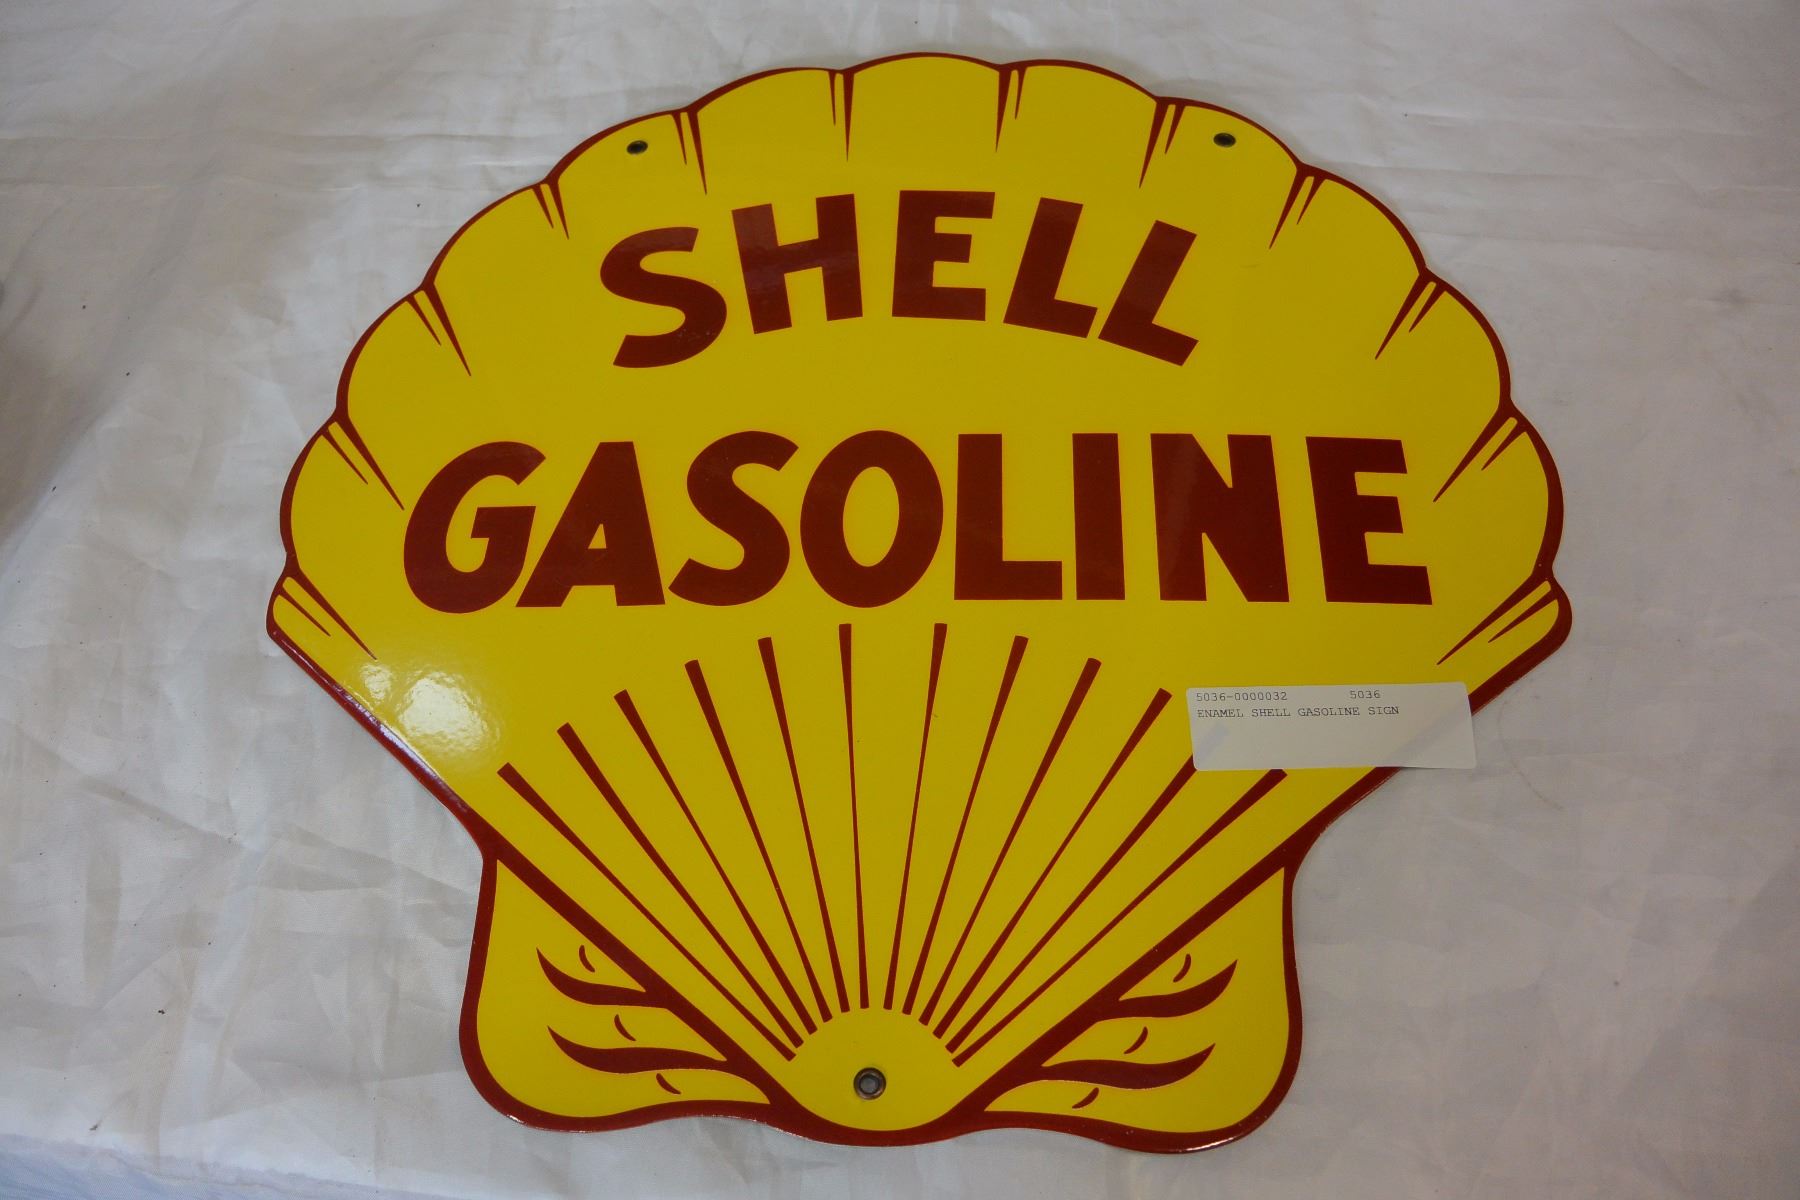 SHELL
GASOLINE
5036-0000032 5036
ENAMEL SHELL GASOLINE SIGN